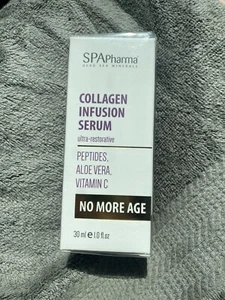 SPAPharma
DEAD SEA MINERALS
COLLAGEN
INFUSION
SERUM
ultra-restorative
PEPTIDES,
ALOE VERA,
VITAMIN C
NO MORE AGE
30 ml e 1.0 fl.oz